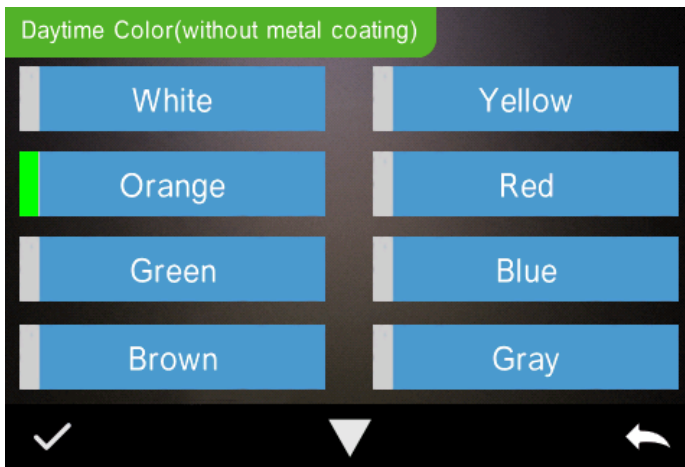 Daytime Color(without metal coating)
White
Yellow
Orange
Red
Green
Blue
Brown
Gray